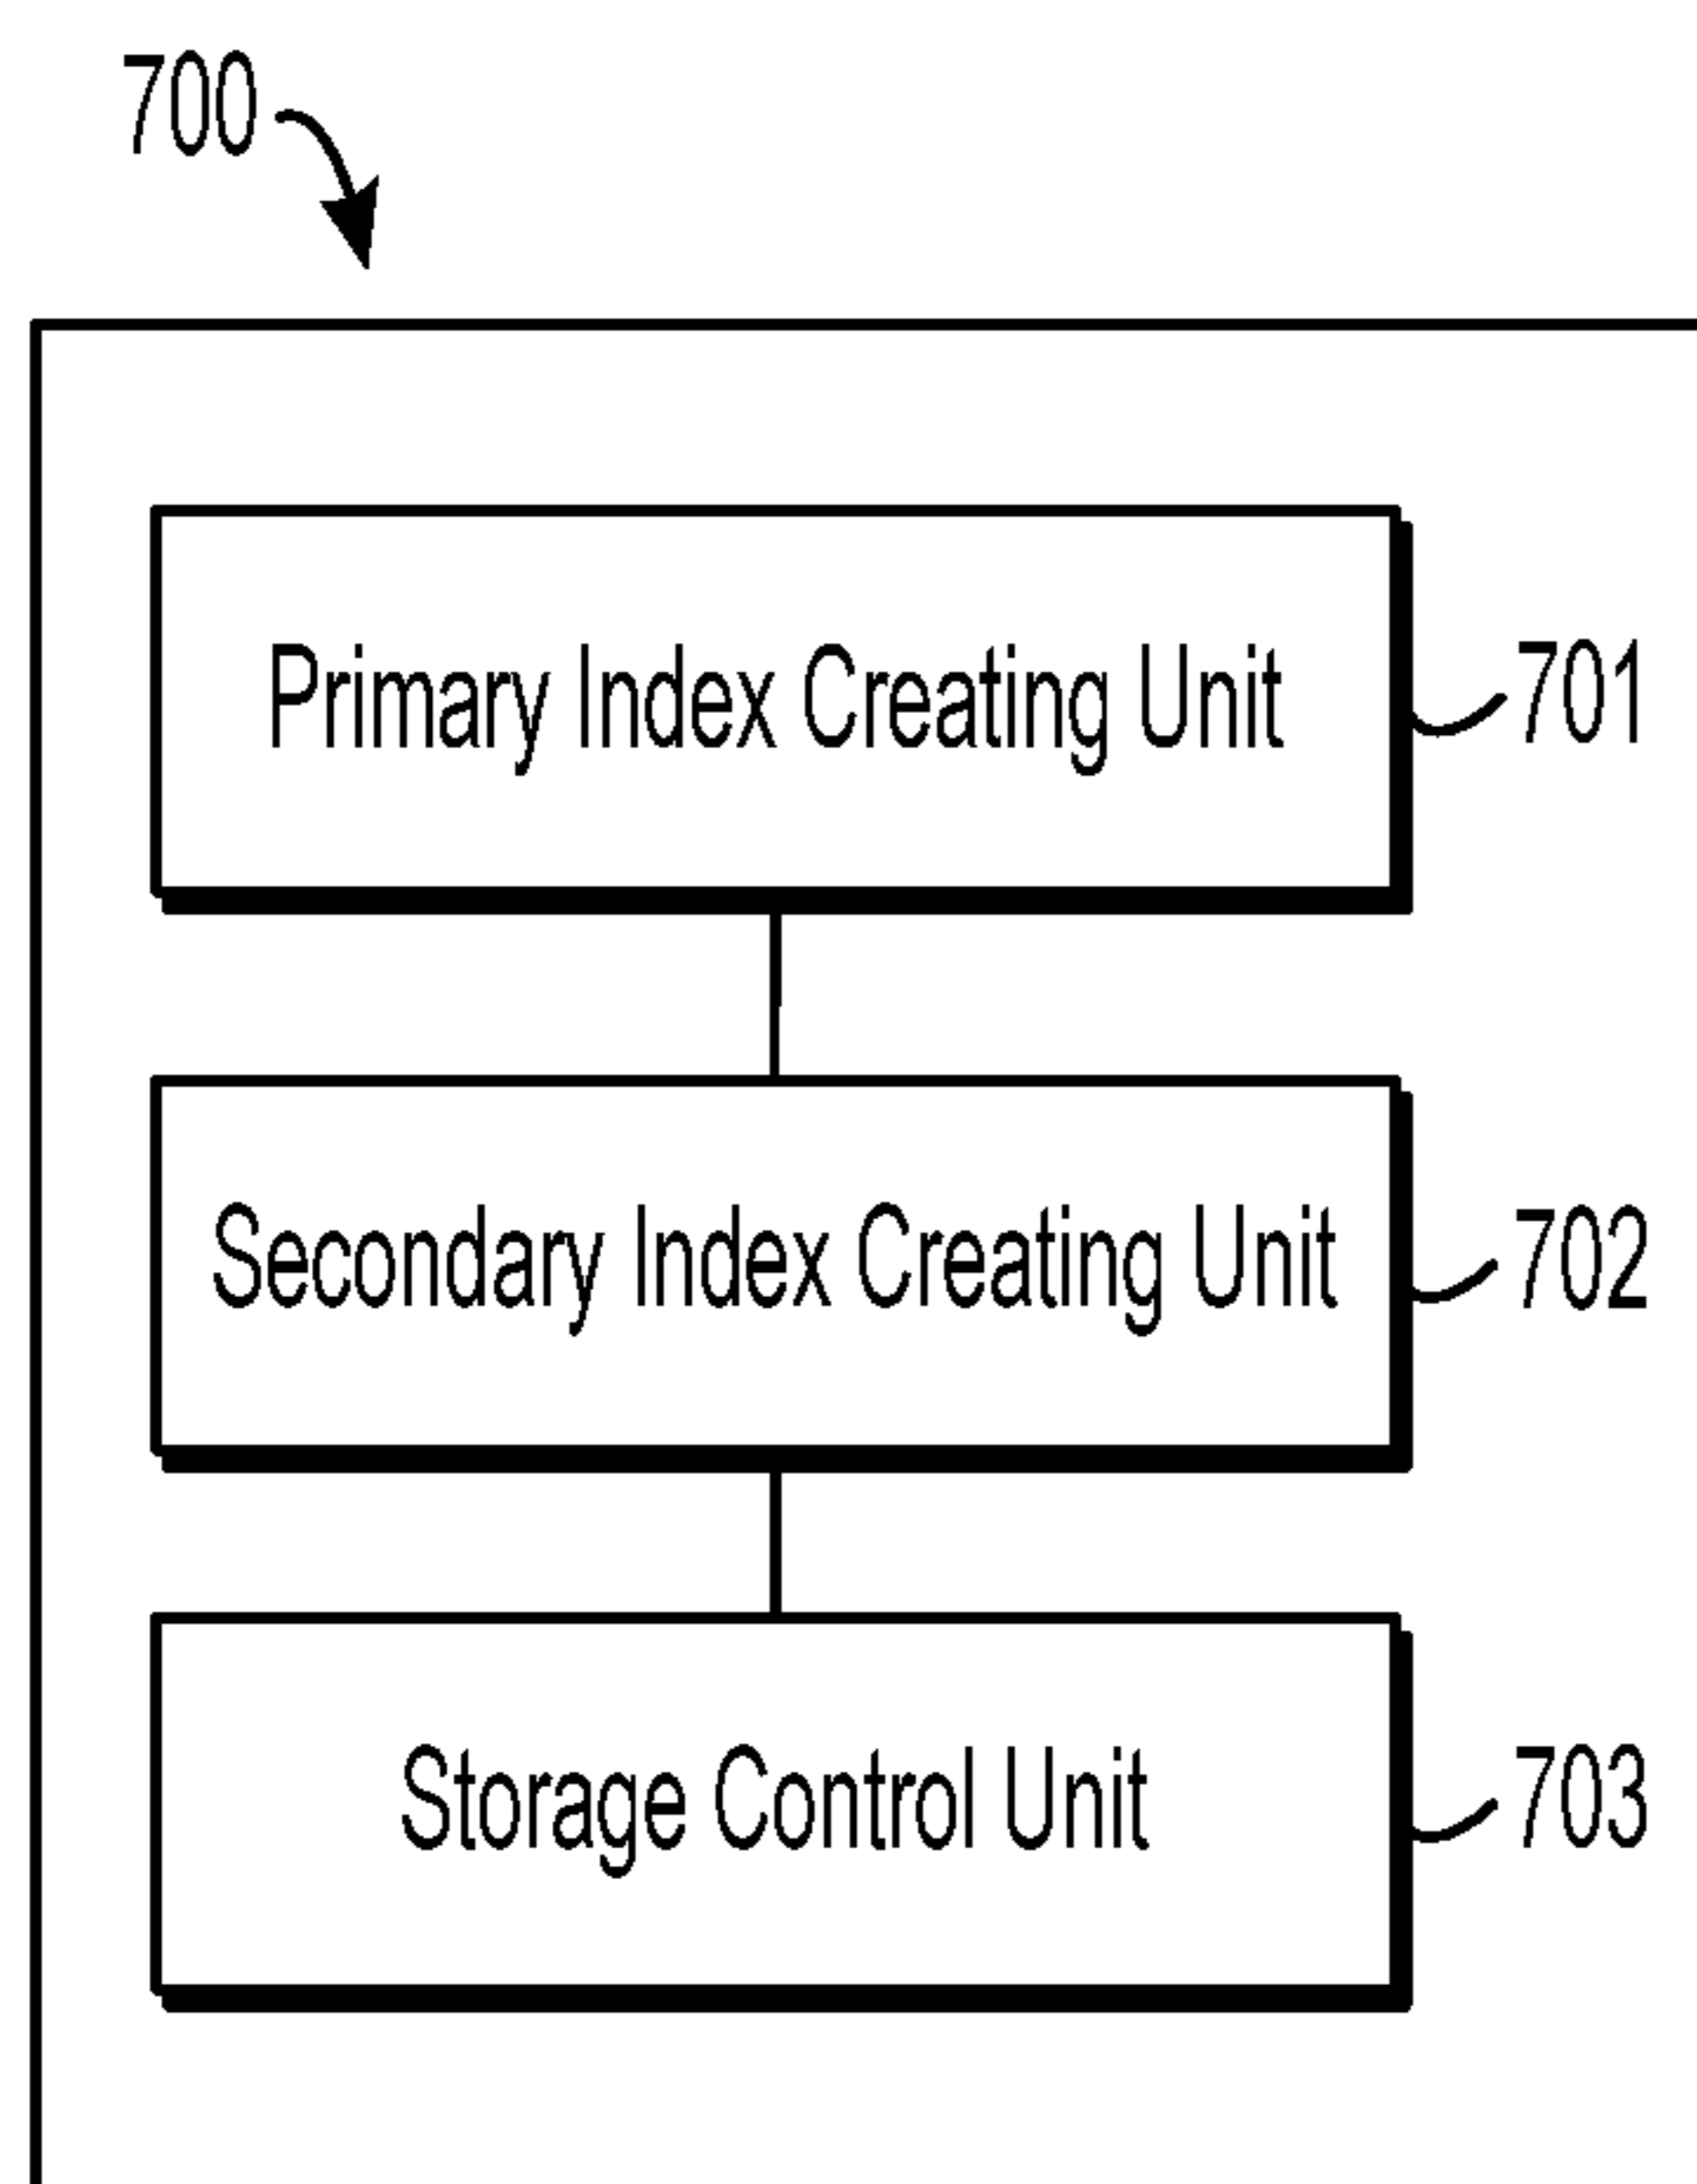 700
Primary Index Creating Unit
701
Secondary Index Creating Unit
702
Storage Control Unit
703